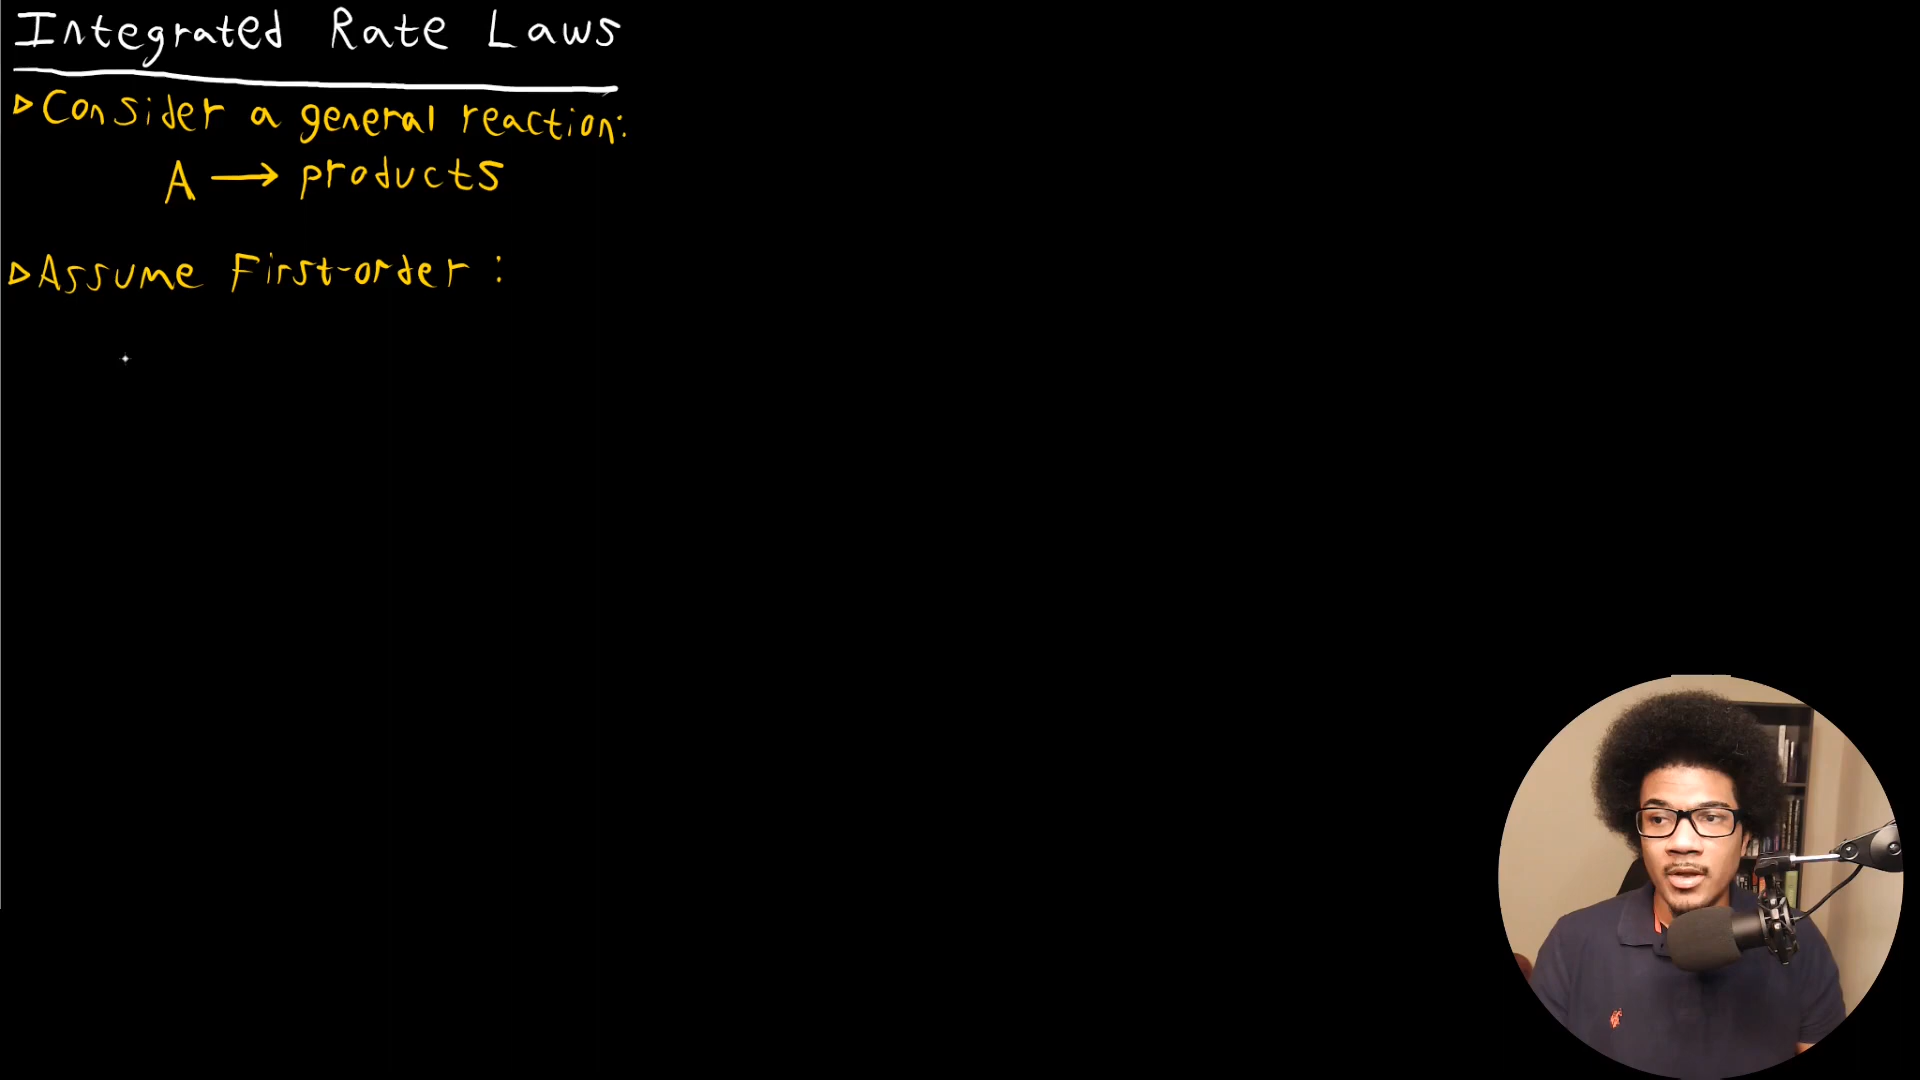 Integrated Rate Laws
▷Consider a general reaction:
A ⟶ products
▷Assume First-order :